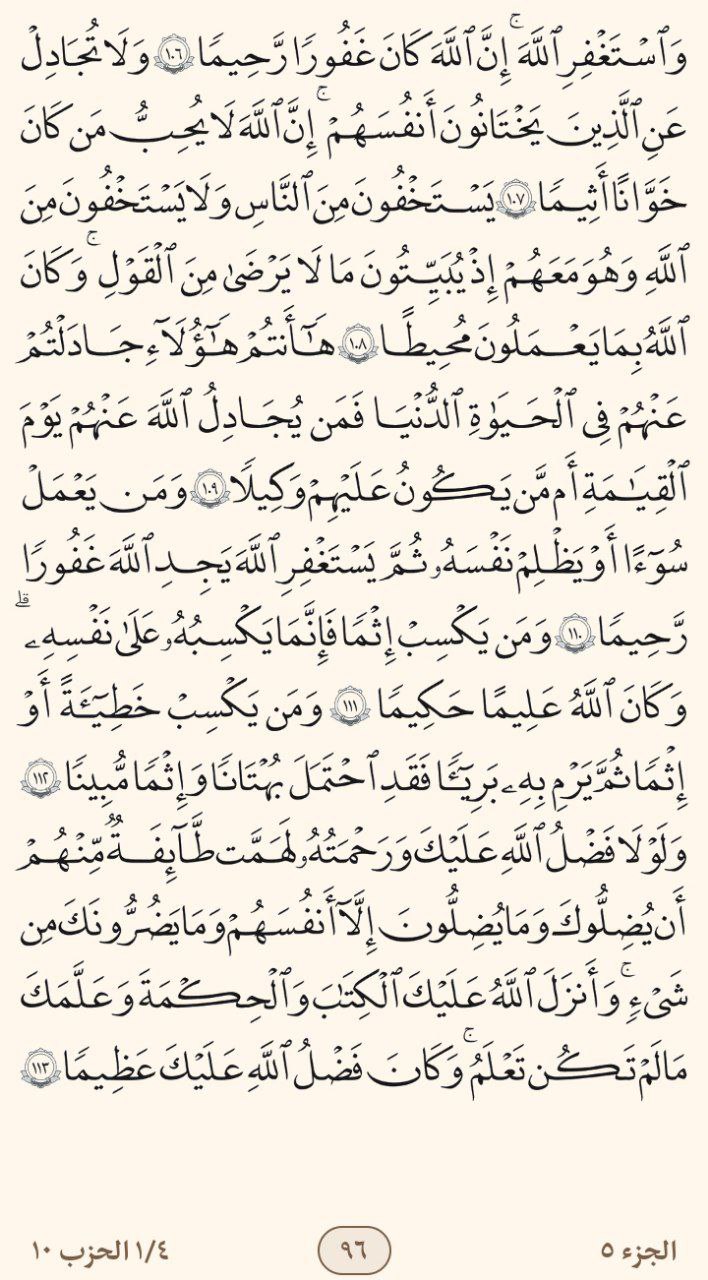 وَٱسْتَغْفِرِ ٱللَّهَۖ إِنَّ ٱللَّهَ كَانَ غَفُورًا رَّحِيمًا ١٠٦ وَلَا تُجَٰدِلْ
عَنِ ٱلَّذِينَ يَخْتَانُونَ أَنفُسَهُمْۚ إِنَّ ٱللَّهَ لَا يُحِبُّ مَن كَانَ
خَوَّانًا أَثِيمًا ١٠٧ يَسْتَخْفُونَ مِنَ ٱلنَّاسِ وَلَا يَسْتَخْفُونَ مِنَ
ٱللَّهِ وَهُوَ مَعَهُمْ إِذْ يُبَيِّتُونَ مَا لَا يَرْضَىٰ مِنَ ٱلْقَوْلِۚ وَكَانَ
ٱللَّهُ بِمَا يَعْمَلُونَ مُحِيطًا ١٠٨ هَٰٓأَنتُمْ هَٰٓؤُلَآءِ جَٰدَلْتُمْ
عَنْهُمْ فِى ٱلْحَيَوٰةِ ٱلدُّنْيَا فَمَن يُجَٰدِلُ ٱللَّهَ عَنْهُمْ يَوْمَ
ٱلْقِيَٰمَةِ أَم مَّن يَكُونُ عَلَيْهِمْ وَكِيلًا ١٠٩ وَمَن يَعْمَلْ
سُوٓءًا أَوْ يَظْلِمْ نَفْسَهُۥ ثُمَّ يَسْتَغْفِرِ ٱللَّهَ يَجِدِ ٱللَّهَ غَفُورًا
رَّحِيمًا ١١٠ وَمَن يَكْسِبْ إِثْمًا فَإِنَّمَا يَكْسِبُهُۥ عَلَىٰ نَفْسِهِۦۗ
وَكَانَ ٱللَّهُ عَلِيمًا حَكِيمًا ١١١ وَمَن يَكْسِبْ خَطِيٓـَٔةً أَوْ
إِثْمًا ثُمَّ يَرْمِ بِهِۦ بَرِيٓـًٔا فَقَدِ ٱحْتَمَلَ بُهْتَٰنًا وَإِثْمًا مُّبِينًا ١١٢
وَلَوْلَا فَضْلُ ٱللَّهِ عَلَيْكَ وَرَحْمَتُهُۥ لَهَمَّت طَّآئِفَةٌ مِّنْهُمْ
أَن يُضِلُّوكَ وَمَا يُضِلُّونَ إِلَّآ أَنفُسَهُمْ وَمَا يَضُرُّونَكَ مِن
شَىْءٍۚ وَأَنزَلَ ٱللَّهُ عَلَيْكَ ٱلْكِتَٰبَ وَٱلْحِكْمَةَ وَعَلَّمَكَ
مَا لَمْ تَكُن تَعْلَمُۚ وَكَانَ فَضْلُ ٱللَّهِ عَلَيْكَ عَظِيمًا ١١٣
الجزء ٥
٩٦
١/٤ الحزب ١٠